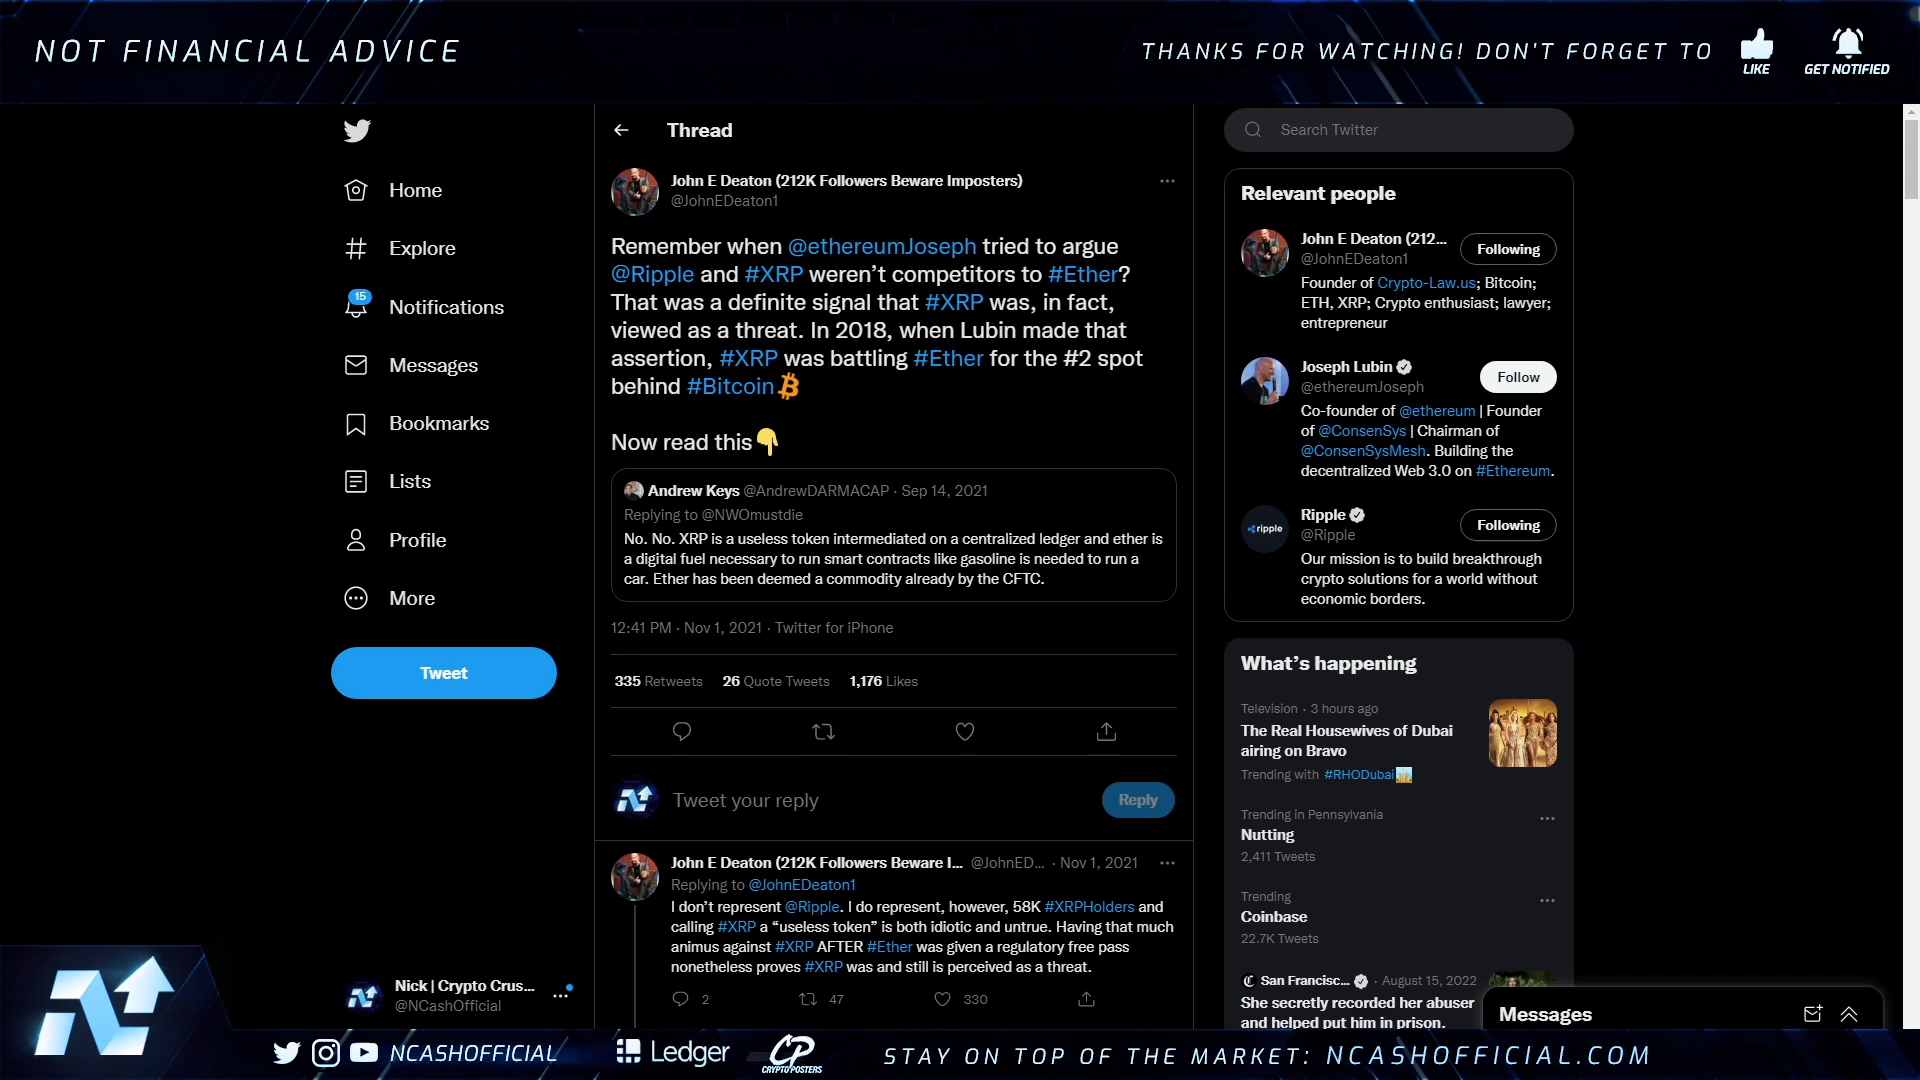 NOT FINANCIAL ADVICE
THANKS FOR WATCHING! DON'T FORGET TO
LIKE
GET NOTIFIED
Home
Explore
15
Notifications
Messages
Bookmarks
Lists
Profile
More
Tweet
Nick | Crypto Crus...
@NCashOfficial
Thread
John E Deaton (212K Followers Beware Imposters)
@JohnEDeaton1
Remember when @ethereumJoseph tried to argue
@Ripple and #XRP weren't competitors to #Ether?
That was a definite signal that #XRP was, in fact,
viewed as a threat. In 2018, when Lubin made that
assertion, #XRP was battling #Ether for the #2 spot
behind #Bitcoin
Now read this👇
Andrew Keys @AndrewDARMACAP · Sep 14, 2021
Replying to @NWOmustdie
No. No. XRP is a useless token intermediated on a centralized ledger and ether is
a digital fuel necessary to run smart contracts like gasoline is needed to run a
car. Ether has been deemed a commodity already by the CFTC.
12:41 PM · Nov 1, 2021 · Twitter for iPhone
335 Retweets 26 Quote Tweets 1,176 Likes
Tweet your reply
Reply
John E Deaton (212K Followers Beware I... @JohnED... · Nov 1, 2021
Replying to @JohnEDeaton1
I don't represent @Ripple. I do represent, however, 58K #XRPHolders and
calling #XRP a “useless token” is both idiotic and untrue. Having that much
animus against #XRP AFTER #Ether was given a regulatory free pass
nonetheless proves #XRP was and still is perceived as a threat.
2 47 330
Search Twitter
Relevant people
John E Deaton (212...
@JohnEDeaton1
Following
Founder of Crypto-Law.us; Bitcoin;
ETH, XRP; Crypto enthusiast; lawyer;
entrepreneur
Joseph Lubin
@ethereumJoseph
Follow
Co-founder of @ethereum | Founder
of @ConsenSys | Chairman of
@ConsenSysMesh. Building the
decentralized Web 3.0 on #Ethereum.
ripple
Ripple
@Ripple
Following
Our mission is to build breakthrough
crypto solutions for a world without
economic borders.
What's happening
Television · 3 hours ago
The Real Housewives of Dubai
airing on Bravo
Trending with #RHODubai
Trending in Pennsylvania
Nutting
2,411 Tweets
Trending
Coinbase
22.7K Tweets
San Francisc... · August 15, 2022
She secretly recorded her abuser
and helped put him in prison.
Messages
NCASHOFFICIAL
Ledger
CP
CRYPTOPOSTERS
STAY ON TOP OF THE MARKET: NCASHOFFICIAL.COM